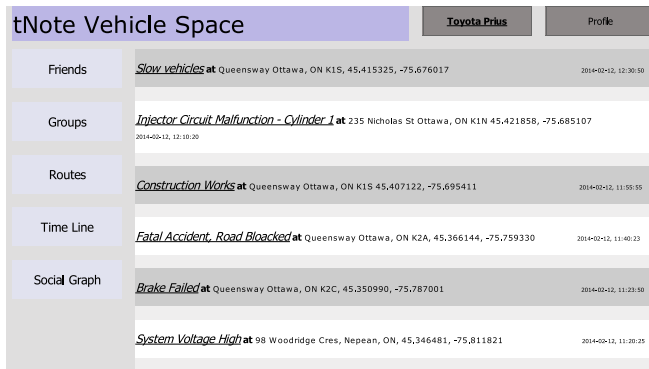 tNote Vehicle Space
Toyota Prius
Profile
Friends
Groups
Routes
Time Line
Social Graph
Slow vehicles at Queensway Ottawa, ON K1S, 45.415325, -75.676017 2014-02-12, 12:30:50
Injector Circuit Malfunction - Cylinder 1 at 235 Nicholas St Ottawa, ON K1N 45.421858, -75.685107
2014-02-12, 12:10:20
Construction Works at Queensway Ottawa, ON K1S 45.407122, -75.695411 2014-02-12, 11:55:55
Fatal Accident, Road Bloacked at Queensway Ottawa, ON K2A, 45.366144, -75.759330 2014-02-12, 11:40:23
Brake Failed at Queensway Ottawa, ON K2C, 45.350990, -75.787001 2014-02-12, 11:23:50
System Voltage High at 98 Woodridge Cres, Nepean, ON, 45.346481, -75.811821 2014-02-12, 11:20:25